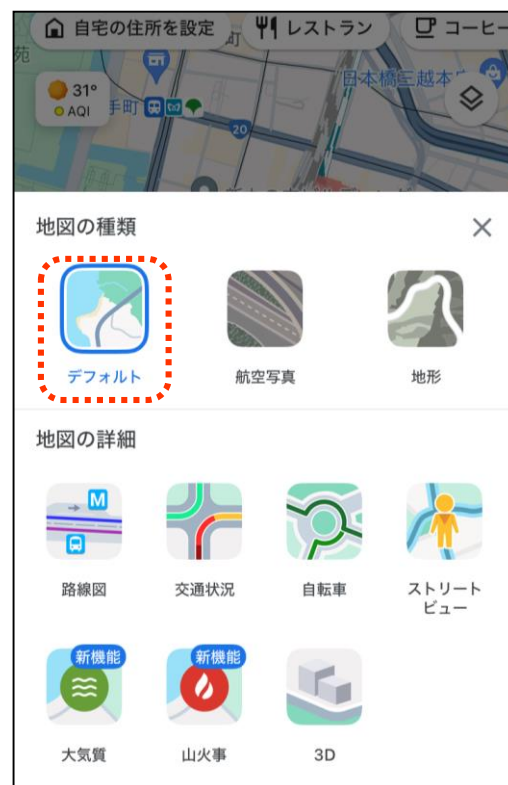 自宅の住所を設定
レストラン
コーヒー
31°
AQI
手町
20
日本橋三越本
地図の種類
デフォルト
航空写真
地形
地図の詳細
M
路線図
交通状況
自転車
ストリート
ビュー
新機能
新機能
大気質
山火事
3D